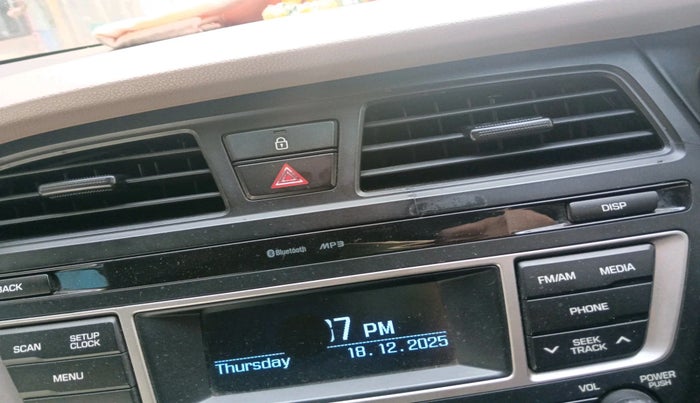 Bluetooth MP3
DISP
BACK
FM/AM MEDIA
PHONE
SEEK
TRACK
SCAN
SETUP
CLOCK
MENU
7 PM
Thursday 18.12.2025
VOL
POWER
PUSH